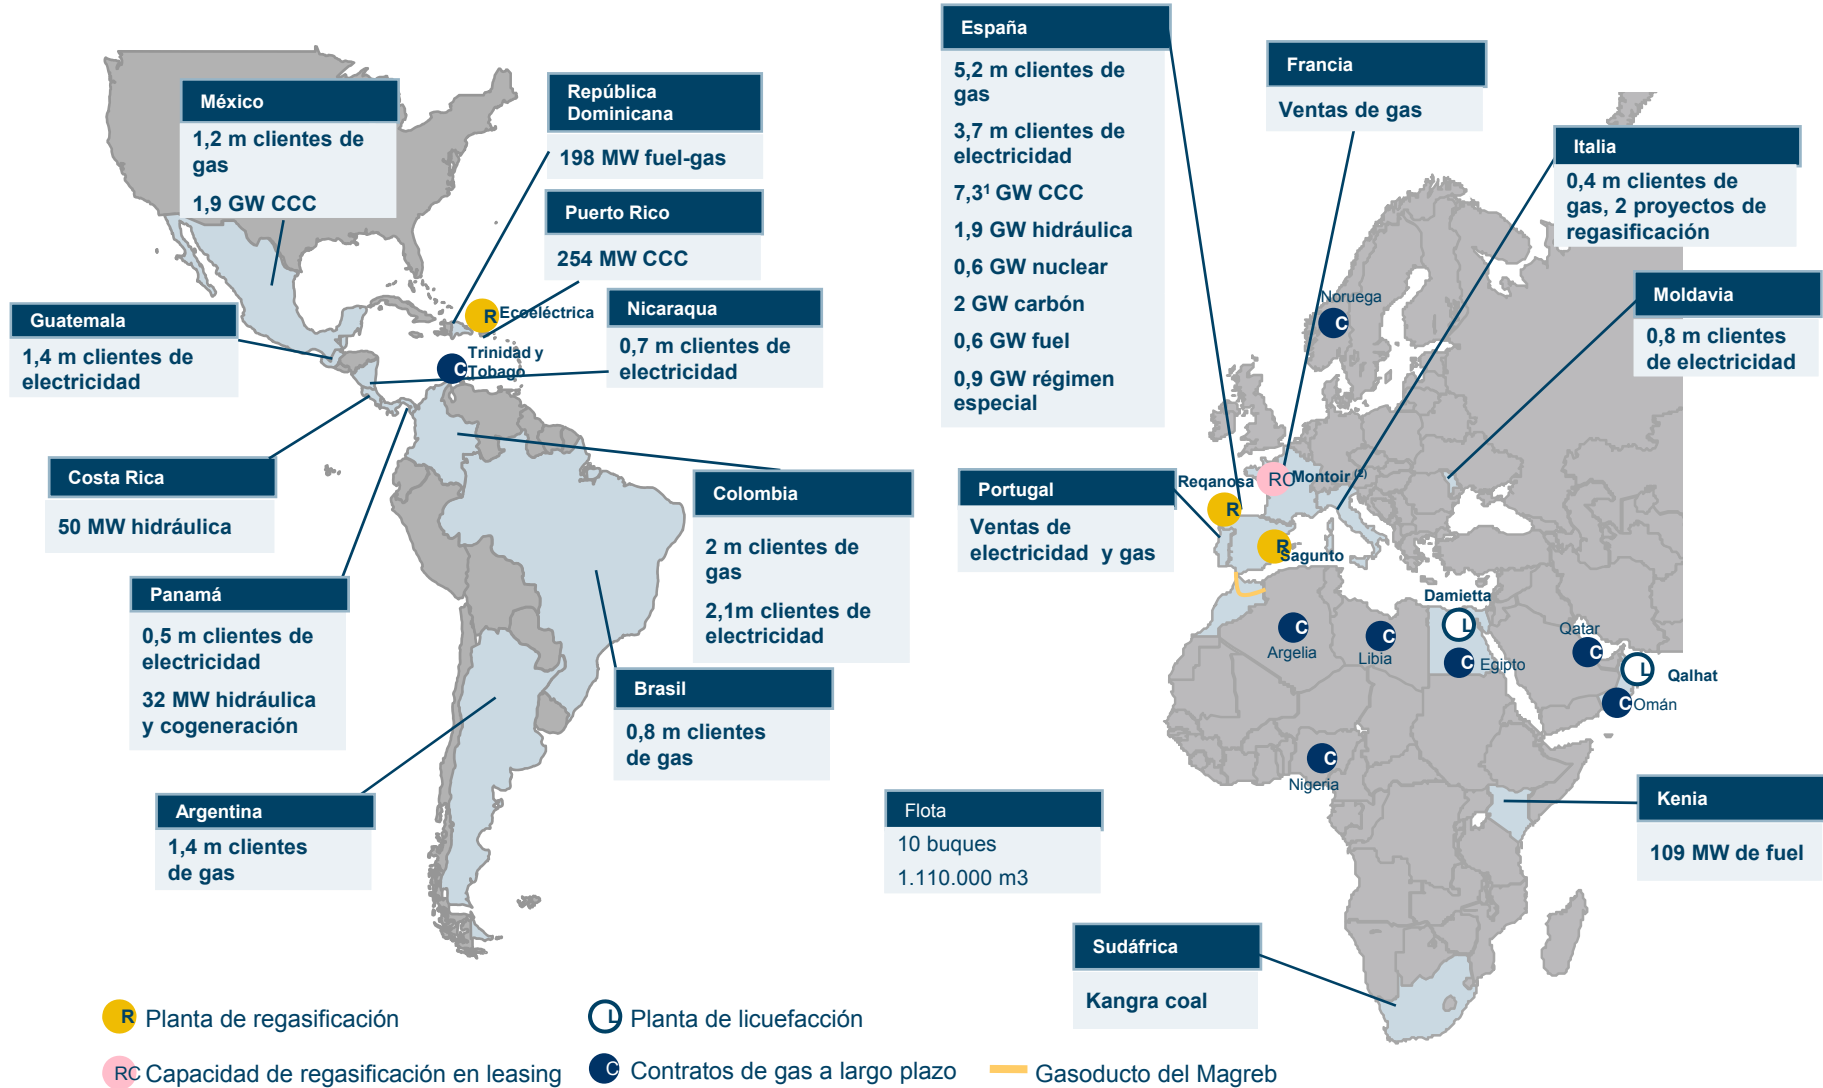 México
1,2 m clientes de
gas
1,9 GW CCC
República
Dominicana
198 MW fuel-gas
Puerto Rico
254 MW CCC
R
Ecoeléctrica
Nicaraqua
0,7 m clientes de
electricidad
Guatemala
1,4 m clientes de
electricidad
C
Trinidad y
Tobago
Costa Rica
50 MW hidráulica
Panamá
0,5 m clientes de
electricidad
32 MW hidráulica
y cogeneración
Colombia
2 m clientes de
gas
2,1m clientes de
electricidad
Brasil
0,8 m clientes
de gas
Argentina
1,4 m clientes
de gas
España
5,2 m clientes de
gas
3,7 m clientes de
electricidad
7,3¹ GW CCC
1,9 GW hidráulica
0,6 GW nuclear
2 GW carbón
0,6 GW fuel
0,9 GW régimen
especial
Francia
Ventas de gas
Italia
0,4 m clientes de
gas, 2 proyectos de
regasificación
Moldavia
0,8 m clientes
de electricidad
Noruega
C
Portugal
Ventas de
electricidad y gas
Reqanosa
R
RC
Montoir (2)
R
Sagunto
Damietta
L
C
Argelia
C
Libia
C
Egipto
Qatar
C
L
Qalhat
C
Omán
C
Nigeria
Flota
10 buques
1.110.000 m3
Kenia
109 MW de fuel
Sudáfrica
Kangra coal
R
Planta de regasificación
L
Planta de licuefacción
RC
Capacidad de regasificación en leasing
C
Contratos de gas a largo plazo
Gasoducto del Magreb